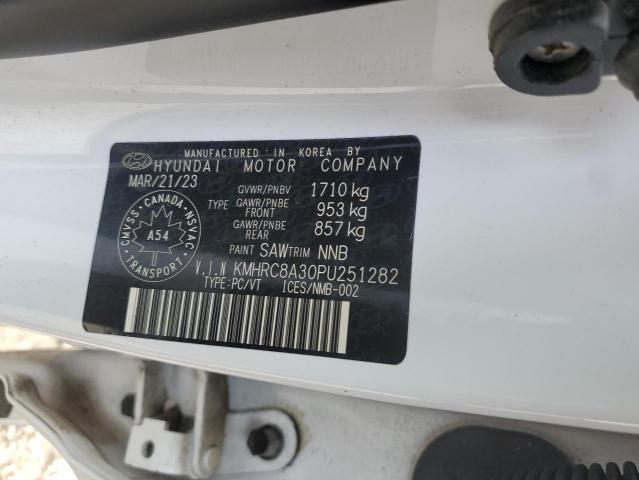 MANUFACTURED IN KOREA BY
HYUNDAI MOTOR COMPANY
MAR/21/23
GVWR/PNBV 1710 kg
TYPE GAWR/PNBE FRONT 953 kg
GAWR/PNBE REAR 857 kg
PAINT SAW TRIM NNB
CMVSS · CANADA · NSVAC
A54
TRANSPORT
V.I.N KMHRC8A30PU251282
TYPE:PC/VT ICES/NMB-002